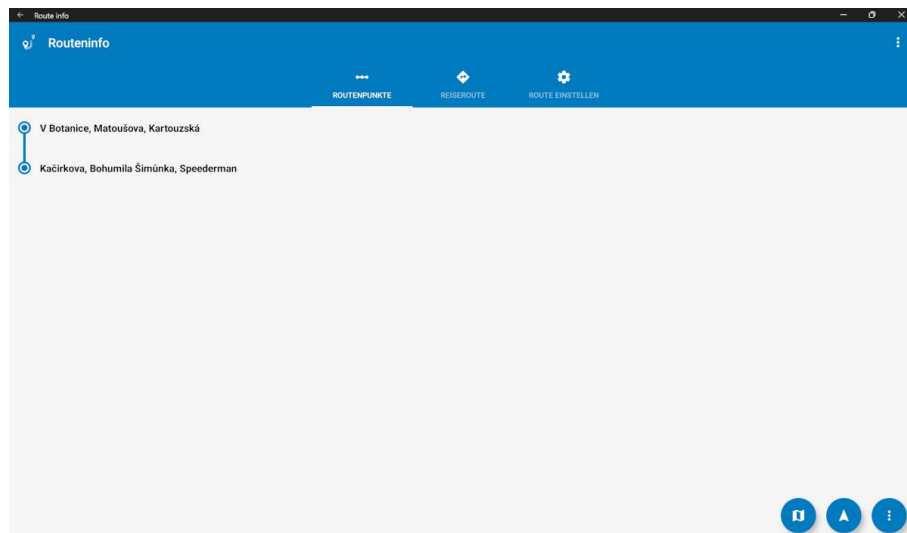 Route info
Routeninfo
ROUTENPUNKTE
REISEROUTE
ROUTE EINSTELLEN
V Botanice, Matoušova, Kartouzská
Kačirkova, Bohumila Šimůnka, Speederman